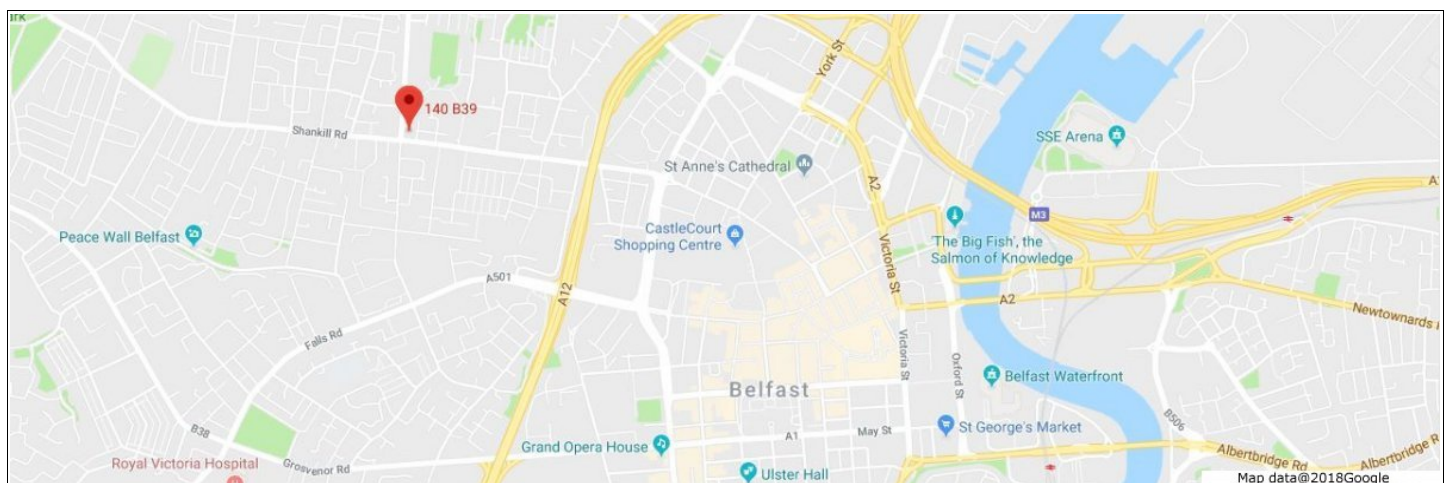 rk
York St
140 B39
Shankill Rd
SSE Arena
St Anne's Cathedral
A2
A
M3
Peace Wall Belfast
CastleCourt
Shopping Centre
Victoria St
'The Big Fish', the
Salmon of Knowledge
A501
A12
A2
Newtownards
Falls Rd
Victoria St
Oxford St
Belfast Waterfront
Belfast
B506
B38
Grand Opera House
A1
May St
St George's Market
Royal Victoria Hospital
Grosvenor Rd
Ulster Hall
Albertbridge Rd
Albertbridge R
Map data@2018Google